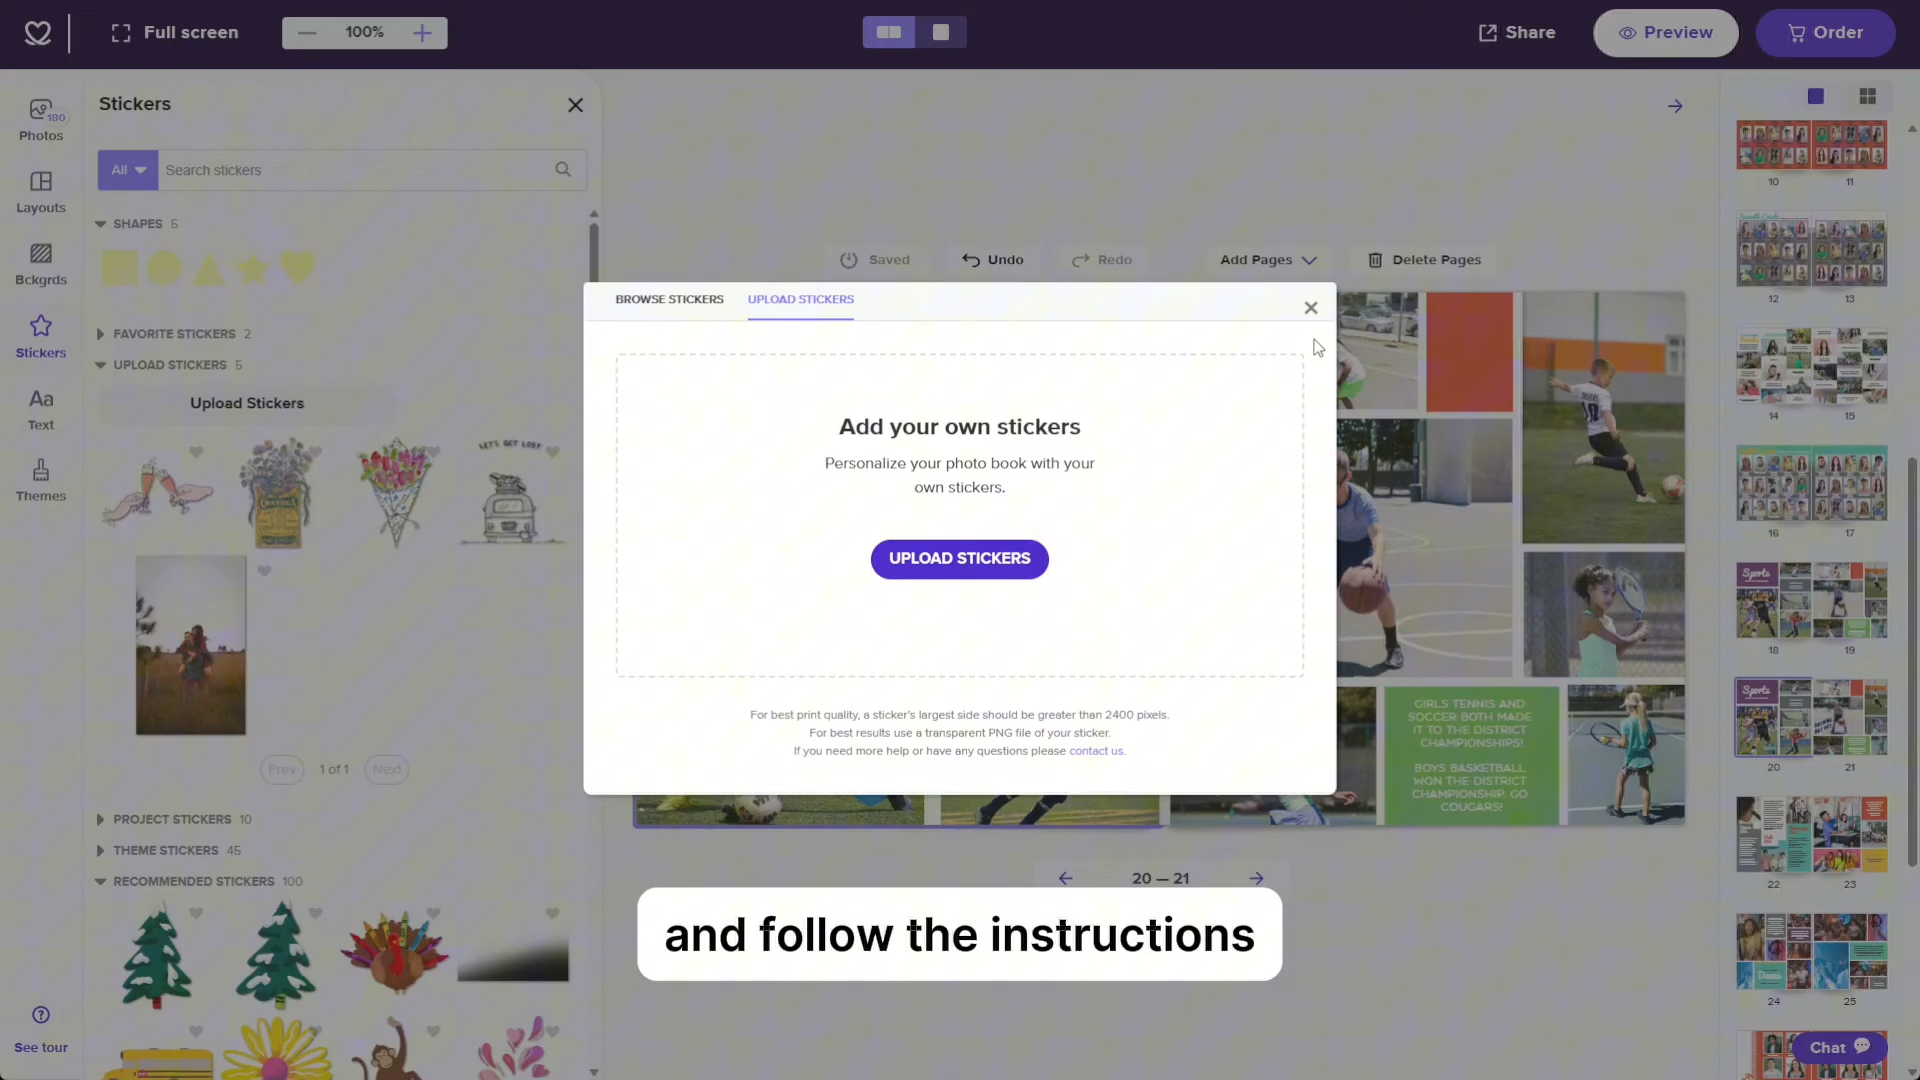 Full screen
100%
Share
Preview
Order
180
Photos
Layouts
Bckgrds
Stickers
Aa
Text
Themes
See tour
Stickers
All
Search stickers
SHAPES 5
FAVORITE STICKERS 2
UPLOAD STICKERS 5
Upload Stickers
LET'S GET LOST
Prev
1 of 1
Next
PROJECT STICKERS 10
THEME STICKERS 45
RECOMMENDED STICKERS 100
Saved
Undo
Redo
Add Pages
Delete Pages
BROWSE STICKERS
UPLOAD STICKERS
Add your own stickers
Personalize your photo book with your
own stickers.
UPLOAD STICKERS
For best print quality, a sticker's largest side should be greater than 2400 pixels.
For best results use a transparent PNG file of your sticker.
If you need more help or have any questions please contact us.
10
GIRLS TENNIS AND
SOCCER BOTH MADE
IT TO THE DISTRICT
CHAMPIONSHIPS!
BOYS BASKETBALL
WON THE DISTRICT
CHAMPIONSHIP. GO
COUGARS!
20 — 21
and follow the instructions
10
11
12
13
14
15
16
17
Sports
18
19
Sports
20
21
22
23
24
25
Chat